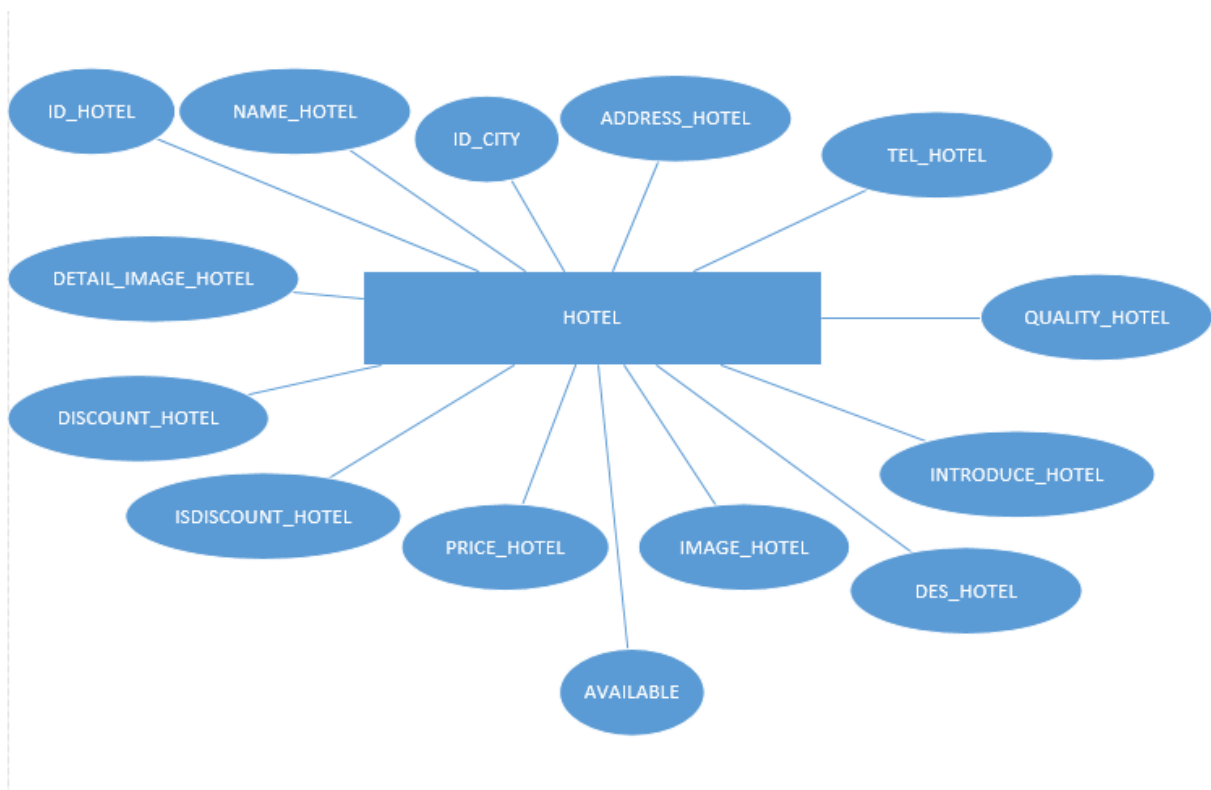 ID_HOTEL
NAME_HOTEL
ID_CITY
ADDRESS_HOTEL
TEL_HOTEL
DETAIL_IMAGE_HOTEL
HOTEL
QUALITY_HOTEL
DISCOUNT_HOTEL
INTRODUCE_HOTEL
ISDISCOUNT_HOTEL
PRICE_HOTEL
IMAGE_HOTEL
DES_HOTEL
AVAILABLE